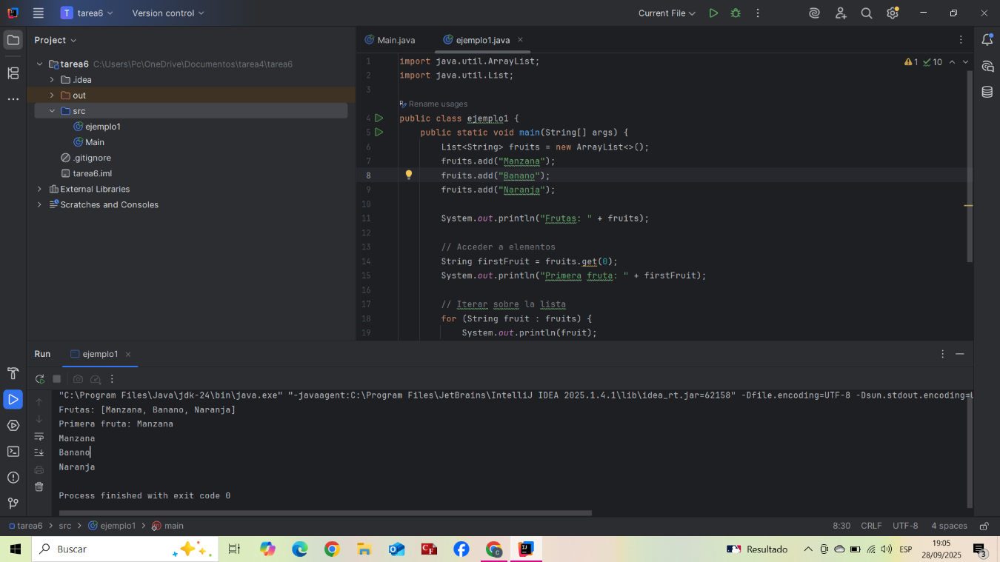 T tarea6 Version control Current File
Project
Main.java ejemplo1.java
tarea6 C:\Users\Pc\OneDrive\Documentos\tarea4\tarea6
.idea
out
src
ejemplo1
Main
.gitignore
tarea6.iml
External Libraries
Scratches and Consoles
1 import java.util.ArrayList;
1 10
2 import java.util.List;
3
Rename usages
4 public class ejemplo1 {
5 public static void main(String[] args) {
6 List<String> fruits = new ArrayList<>();
7 fruits.add("Manzana");
8 fruits.add("Banano");
9 fruits.add("Naranja");
10
11 System.out.println("Frutas: " + fruits);
12
13 // Acceder a elementos
14 String firstFruit = fruits.get(0);
15 System.out.println("Primera fruta: " + firstFruit);
16
17 // Iterar sobre la lista
18 for (String fruit : fruits) {
19 System.out.println(fruit);
Run ejemplo1
"C:\Program Files\Java\jdk-24\bin\java.exe" "-javaagent:C:\Program Files\JetBrains\IntelliJ IDEA 2025.1.4.1\lib\idea_rt.jar=62158" -Dfile.encoding=UTF-8 -Dsun.stdout.encoding=
Frutas: [Manzana, Banano, Naranja]
Primera fruta: Manzana
Manzana
Banano
Naranja
Process finished with exit code 0
tarea6 > src > ejemplo1 > main 8:30 CRLF UTF-8 4 spaces
Buscar Resultado ESP 19:05
28/09/2025
3